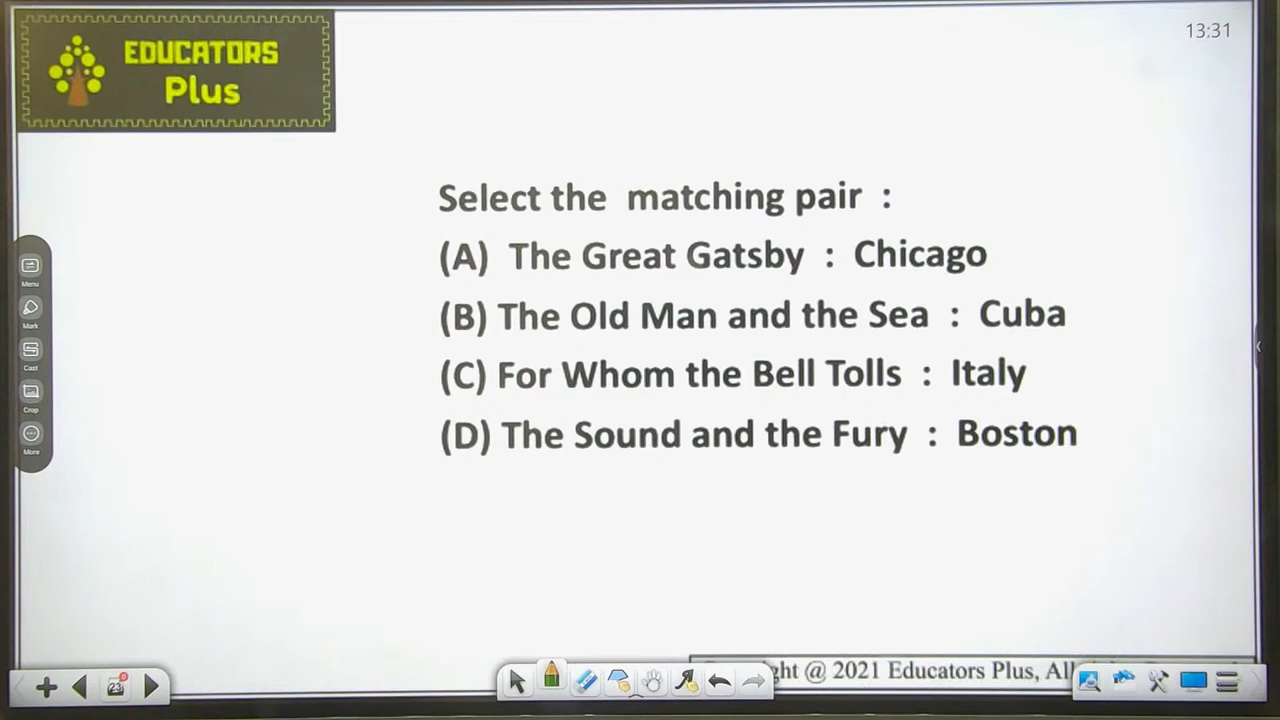 EDUCATORS
Plus
13:31
Select the matching pair :
(A) The Great Gatsby : Chicago
(B) The Old Man and the Sea : Cuba
(C) For Whom the Bell Tolls : Italy
(D) The Sound and the Fury : Boston
Menu
Mark
Cast
Crop
More
23
@ 2021 Educators Plus,